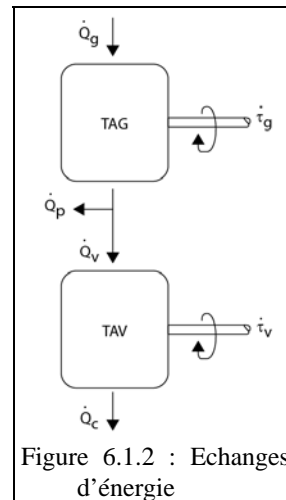 Q̇g
TAG
τ̇g
Q̇p
Q̇v
TAV
τ̇v
Q̇c
Figure 6.1.2 : Echanges
d'énergie